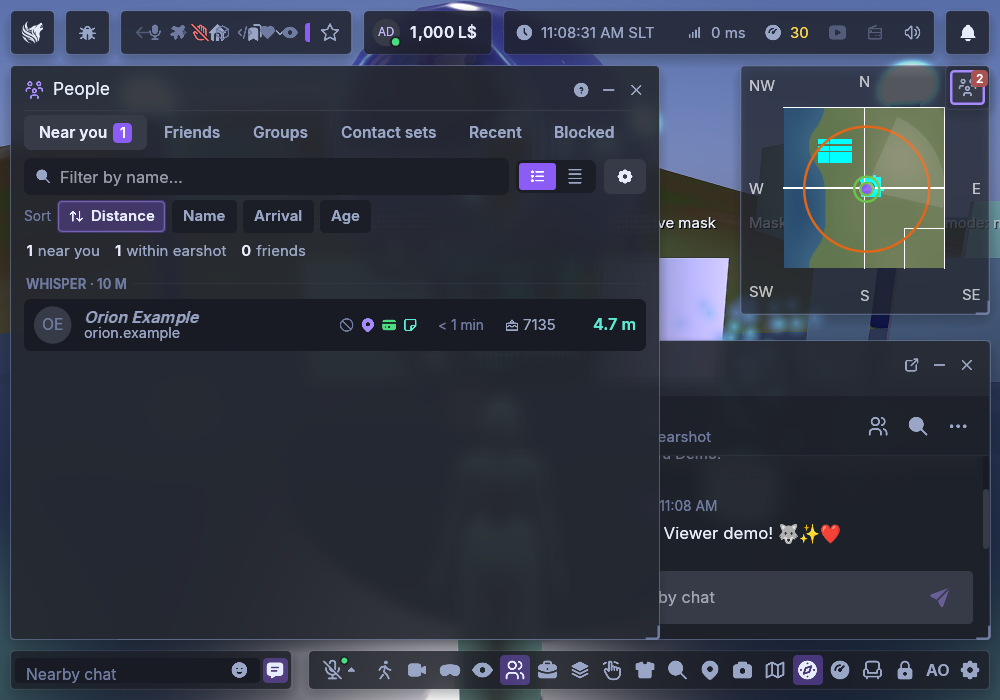 AD 1,000 L$ 11:08:31 AM SLT 0 ms 30
People
Near you 1 Friends Groups Contact sets Recent Blocked
Filter by name...
Sort Distance Name Arrival Age
1 near you 1 within earshot 0 friends
WHISPER · 10 M
OE Orion Example
orion.example
< 1 min 7135 4.7 m
NW N 2
W E
SW S SE
ve mask Mask mode: n
earshot
11:08 AM
Viewer demo! 🐺✨❤️
by chat
Nearby chat
AO